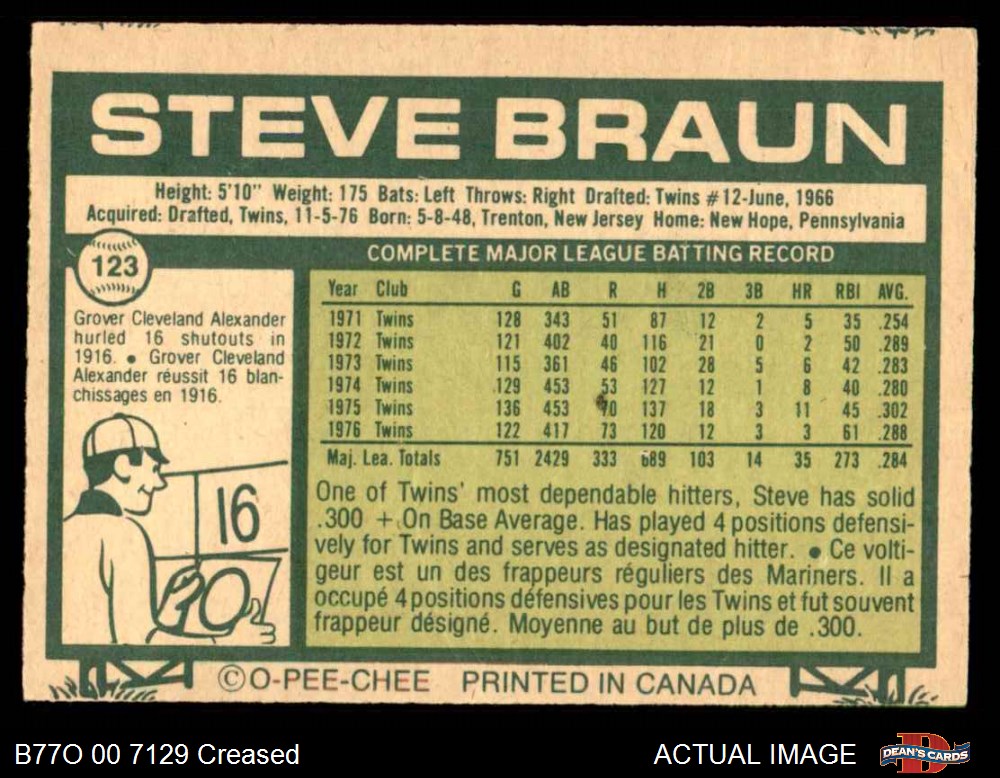 STEVE BRAUN
Height: 5'10" Weight: 175 Bats: Left Throws: Right Drafted: Twins #12-June, 1966
Acquired: Drafted, Twins, 11-5-76 Born: 5-8-48, Trenton, New Jersey Home: New Hope, Pennsylvania
123
Grover Cleveland Alexander
hurled 16 shutouts in
1916. ● Grover Cleveland
Alexander réussit 16 blan-
chissages en 1916.
16
COMPLETE MAJOR LEAGUE BATTING RECORD
Year Club G AB R H 2B 3B HR RBI AVG.
1971 Twins 128 343 51 87 12 2 5 35 .254
1972 Twins 121 402 40 116 21 0 2 50 .289
1973 Twins 115 361 46 102 28 5 6 42 .283
1974 Twins 129 453 53 127 12 1 8 40 .280
1975 Twins 136 453 70 137 18 3 11 45 .302
1976 Twins 122 417 73 120 12 3 3 61 .288
Maj. Lea. Totals 751 2429 333 689 103 14 35 273 .284
One of Twins' most dependable hitters, Steve has solid
.300 + On Base Average. Has played 4 positions defensi-
vely for Twins and serves as designated hitter. ● Ce volti-
geur est un des frappeurs réguliers des Mariners. Il a
occupé 4 positions défensives pour les Twins et fut souvent
frappeur désigné. Moyenne au but de plus de .300.
©O-PEE-CHEE PRINTED IN CANADA
B77O 00 7129 Creased
ACTUAL IMAGE
DEAN'S CARDS